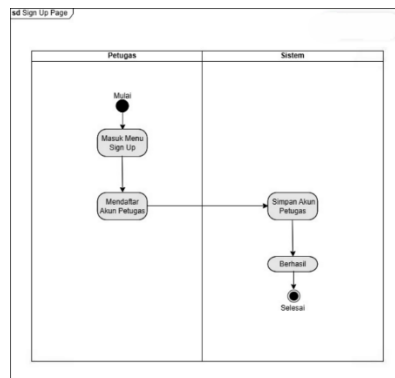 sd Sign Up Page
Petugas
Sistem
Mulai
Masuk Menu
Sign Up
Mendaftar
Akun Petugas
Simpan Akun
Petugas
Berhasil
Selesai